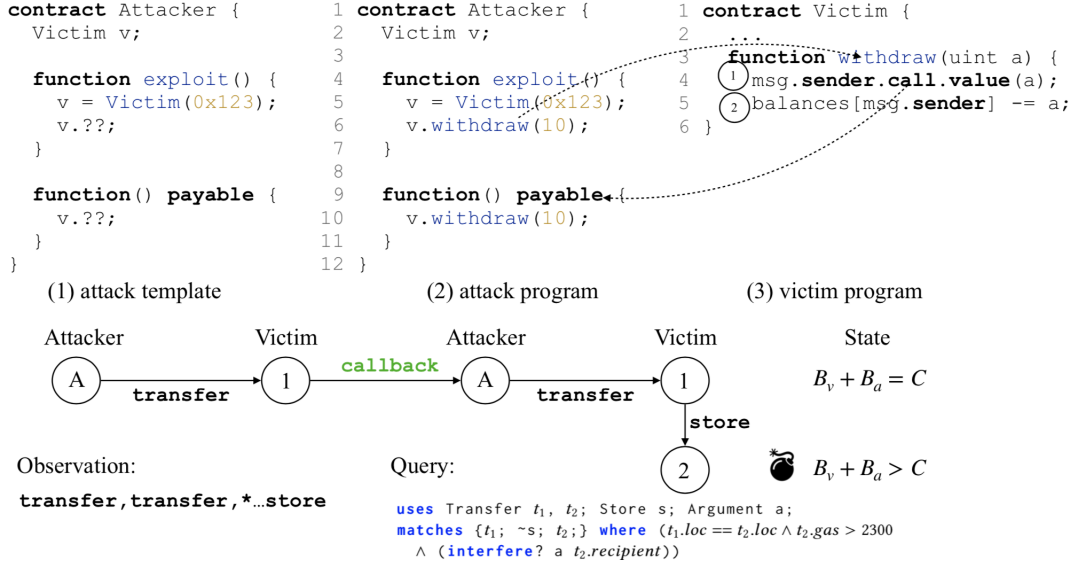 contract Attacker {
Victim v;
function exploit() {
v = Victim(0x123);
v.??;
}
function() payable {
v.??;
}
}
(1) attack template
1 contract Attacker {
2 Victim v;
3
4 function exploit() {
5 v = Victim(0x123);
6 v.withdraw(10);
7 }
8
9 function() payable {
10 v.withdraw(10);
11 }
12 }
(2) attack program
1 contract Victim {
2 ...
3 function withdraw(uint a) {
4 1 msg.sender.call.value(a);
5 2 balances[msg.sender] -= a;
6 }
(3) victim program
Attacker Victim Attacker Victim State
A transfer 1 callback A transfer 1 Bᵥ + Bₐ = C
store
Observation: Query: 2 Bᵥ + Bₐ > C
transfer,transfer,*…store
uses Transfer t₁, t₂; Store s; Argument a;
matches {t₁; ~s; t₂;} where (t₁.loc == t₂.loc ∧ t₂.gas > 2300
∧ (interfere? a t₂.recipient))